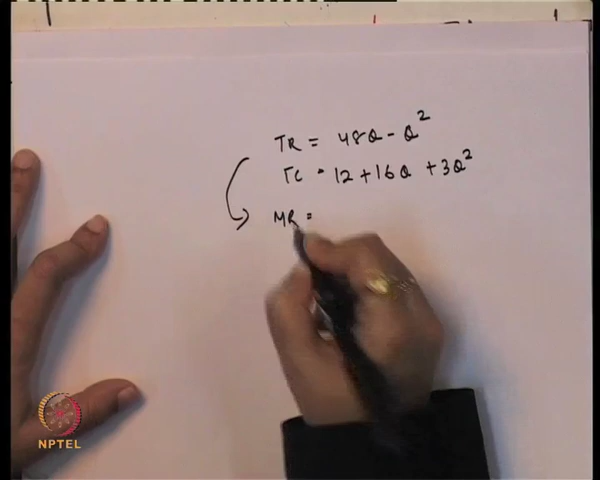 TR = 48Q - Q²
TC = 12 + 16Q + 3Q²
MR =
NPTEL